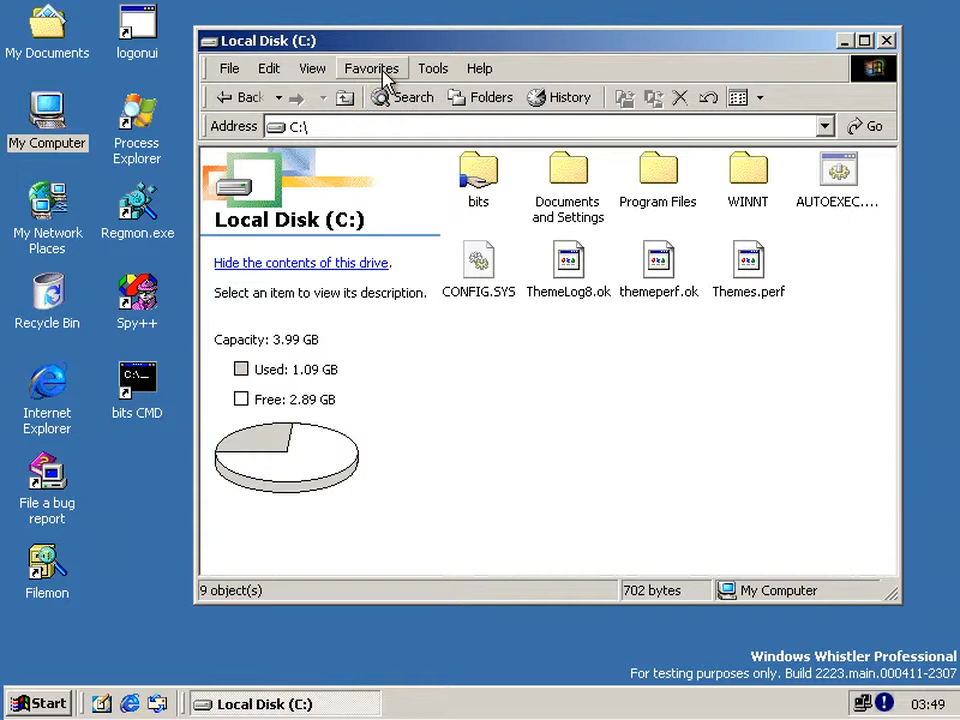 My Documents
logonui
My Computer
Process
Explorer
My Network
Places
Regmon.exe
Recycle Bin
Spy++
Internet
Explorer
C:\_
bits CMD
File a bug
report
Filemon
Local Disk (C:)
File Edit View Favorites Tools Help
Back Search Folders History
Address C:\ Go
Local Disk (C:)
Hide the contents of this drive.
Select an item to view its description.
Capacity: 3.99 GB
Used: 1.09 GB
Free: 2.89 GB
bits
Documents
and Settings
Program Files
WINNT
AUTOEXEC....
CONFIG.SYS
ThemeLog8.ok
themeperf.ok
Themes.perf
9 object(s)
702 bytes
My Computer
Windows Whistler Professional
For testing purposes only. Build 2223.main.000411-2307
Start
Local Disk (C:)
03:49